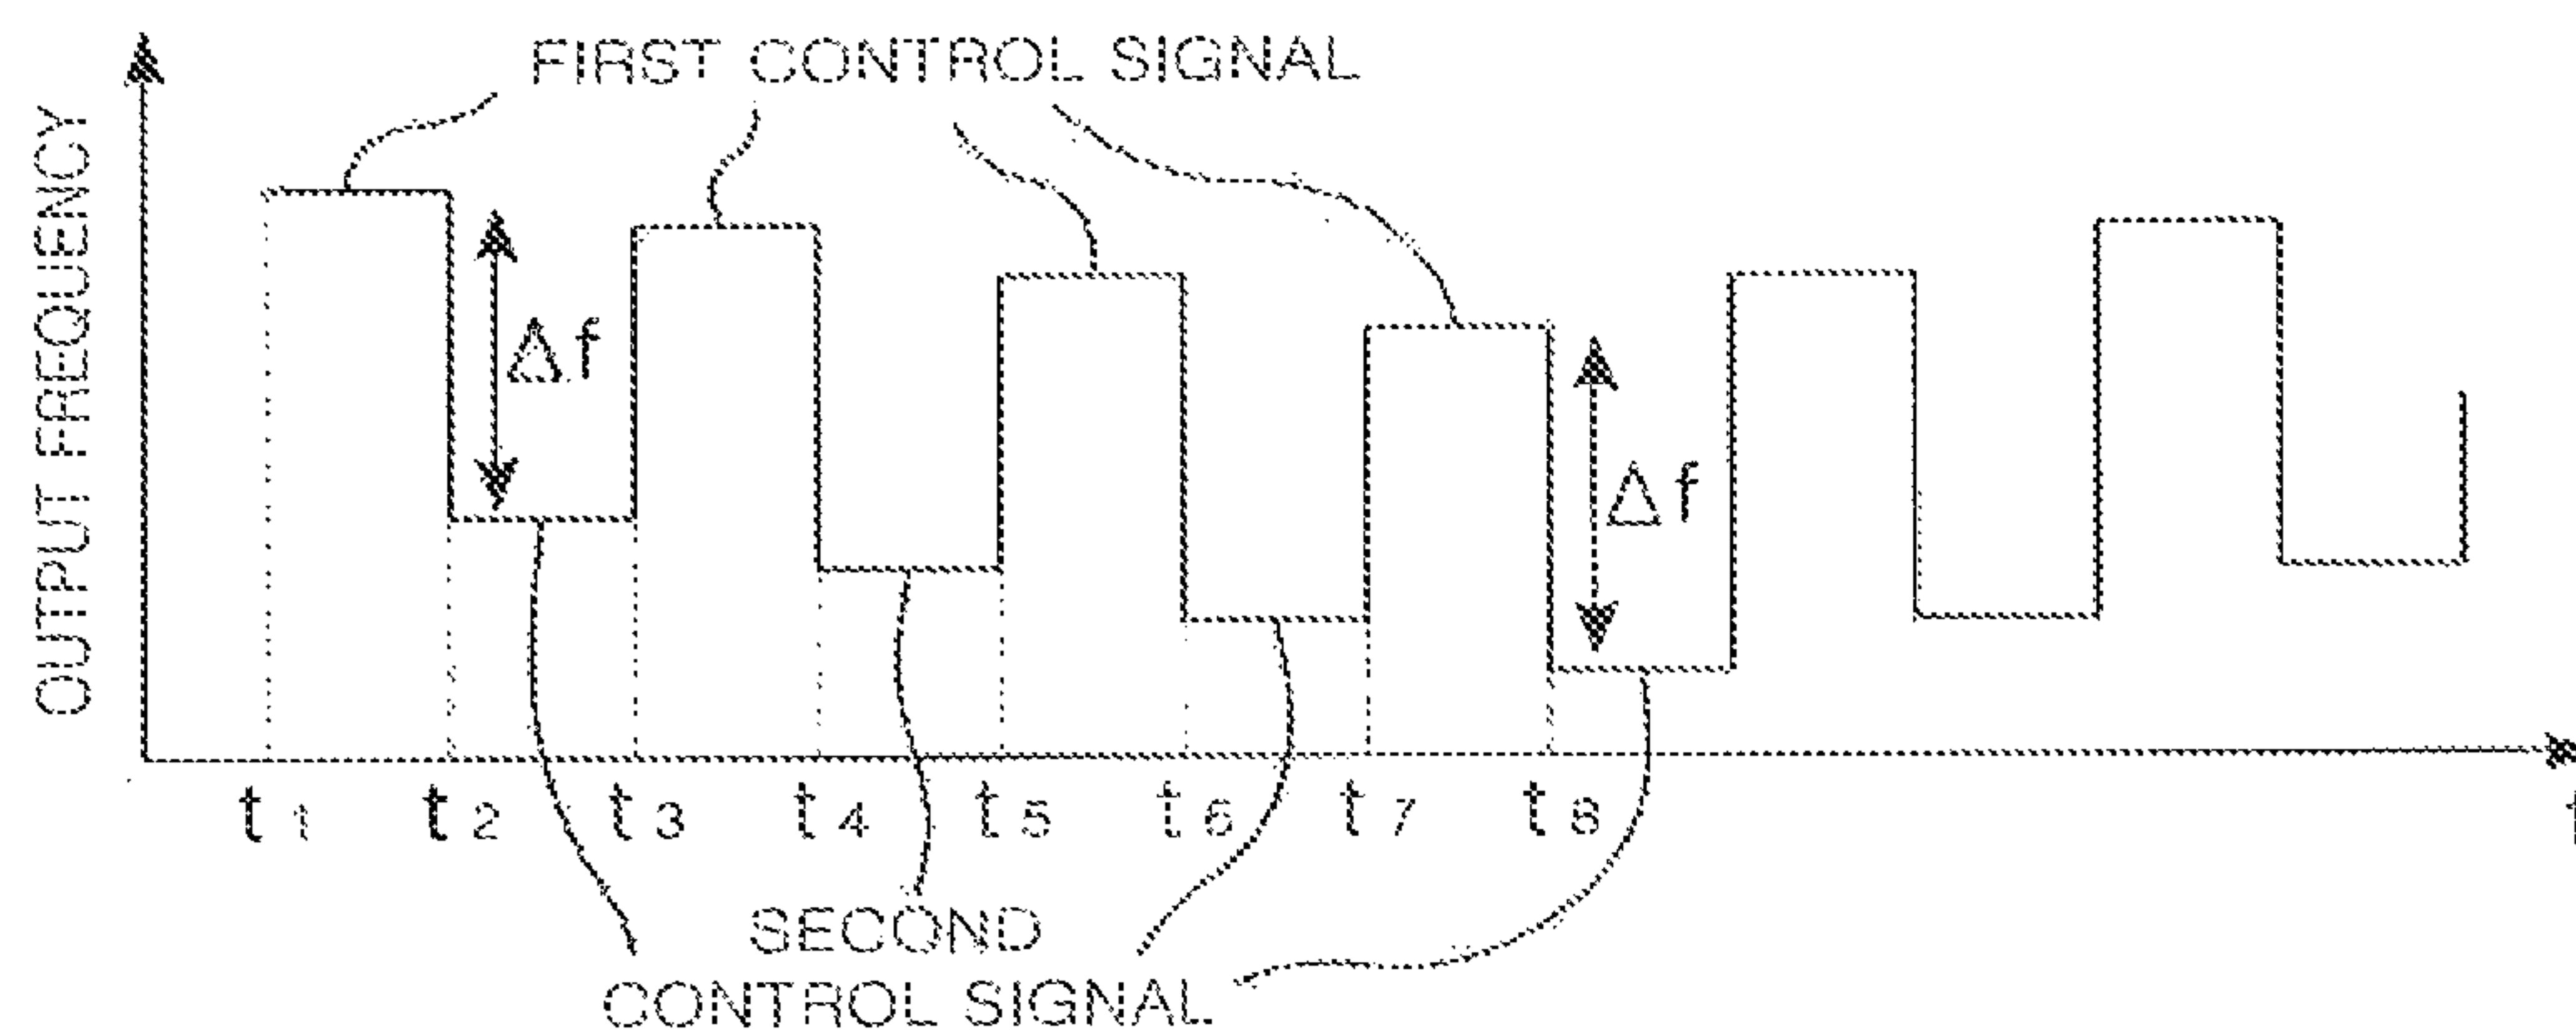 FIRST CONTROL SIGNAL
OUTPUT FREQUENCY
Δf
Δf
t1 t2 t3 t4 t5 t6 t7 t8 t
SECOND
CONTROL SIGNAL